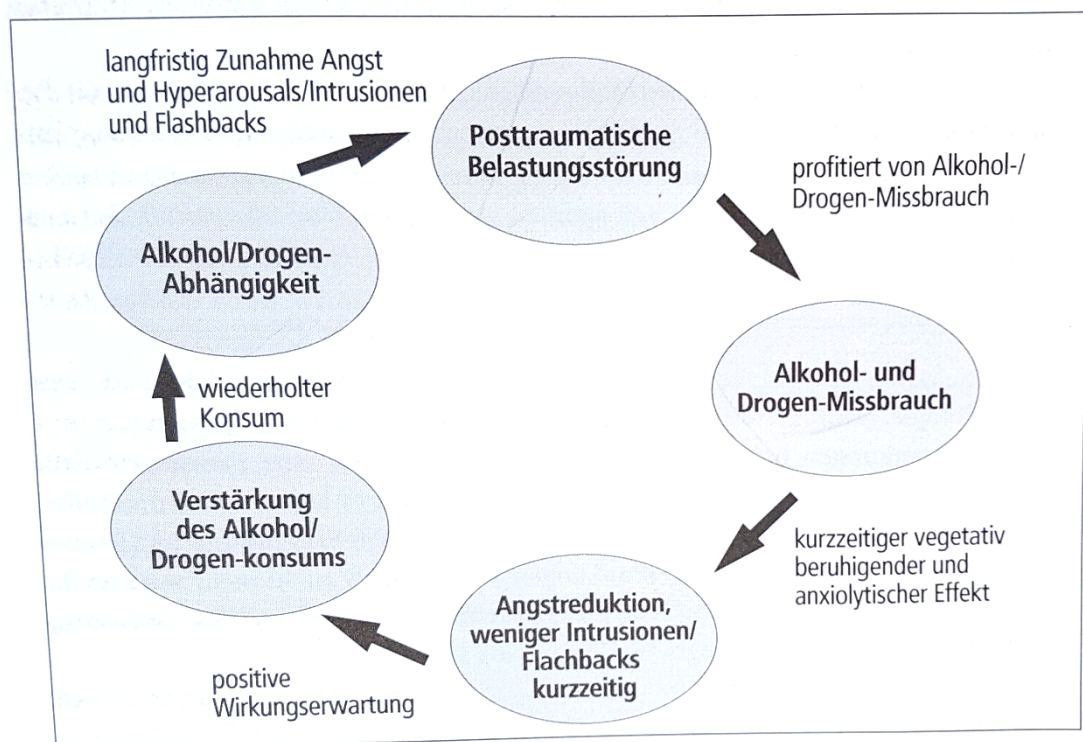 langfristig Zunahme Angst
und Hyperarousals/Intrusionen
und Flashbacks
Posttraumatische
Belastungsstörung
profitiert von Alkohol-/
Drogen-Missbrauch
Alkohol- und
Drogen-Missbrauch
kurzzeitiger vegetativ
beruhigender und
anxiolytischer Effekt
Angstreduktion,
weniger Intrusionen/
Flachbacks
kurzzeitig
positive
Wirkungserwartung
Verstärkung
des Alkohol/
Drogen-konsums
wiederholter
Konsum
Alkohol/Drogen-
Abhängigkeit